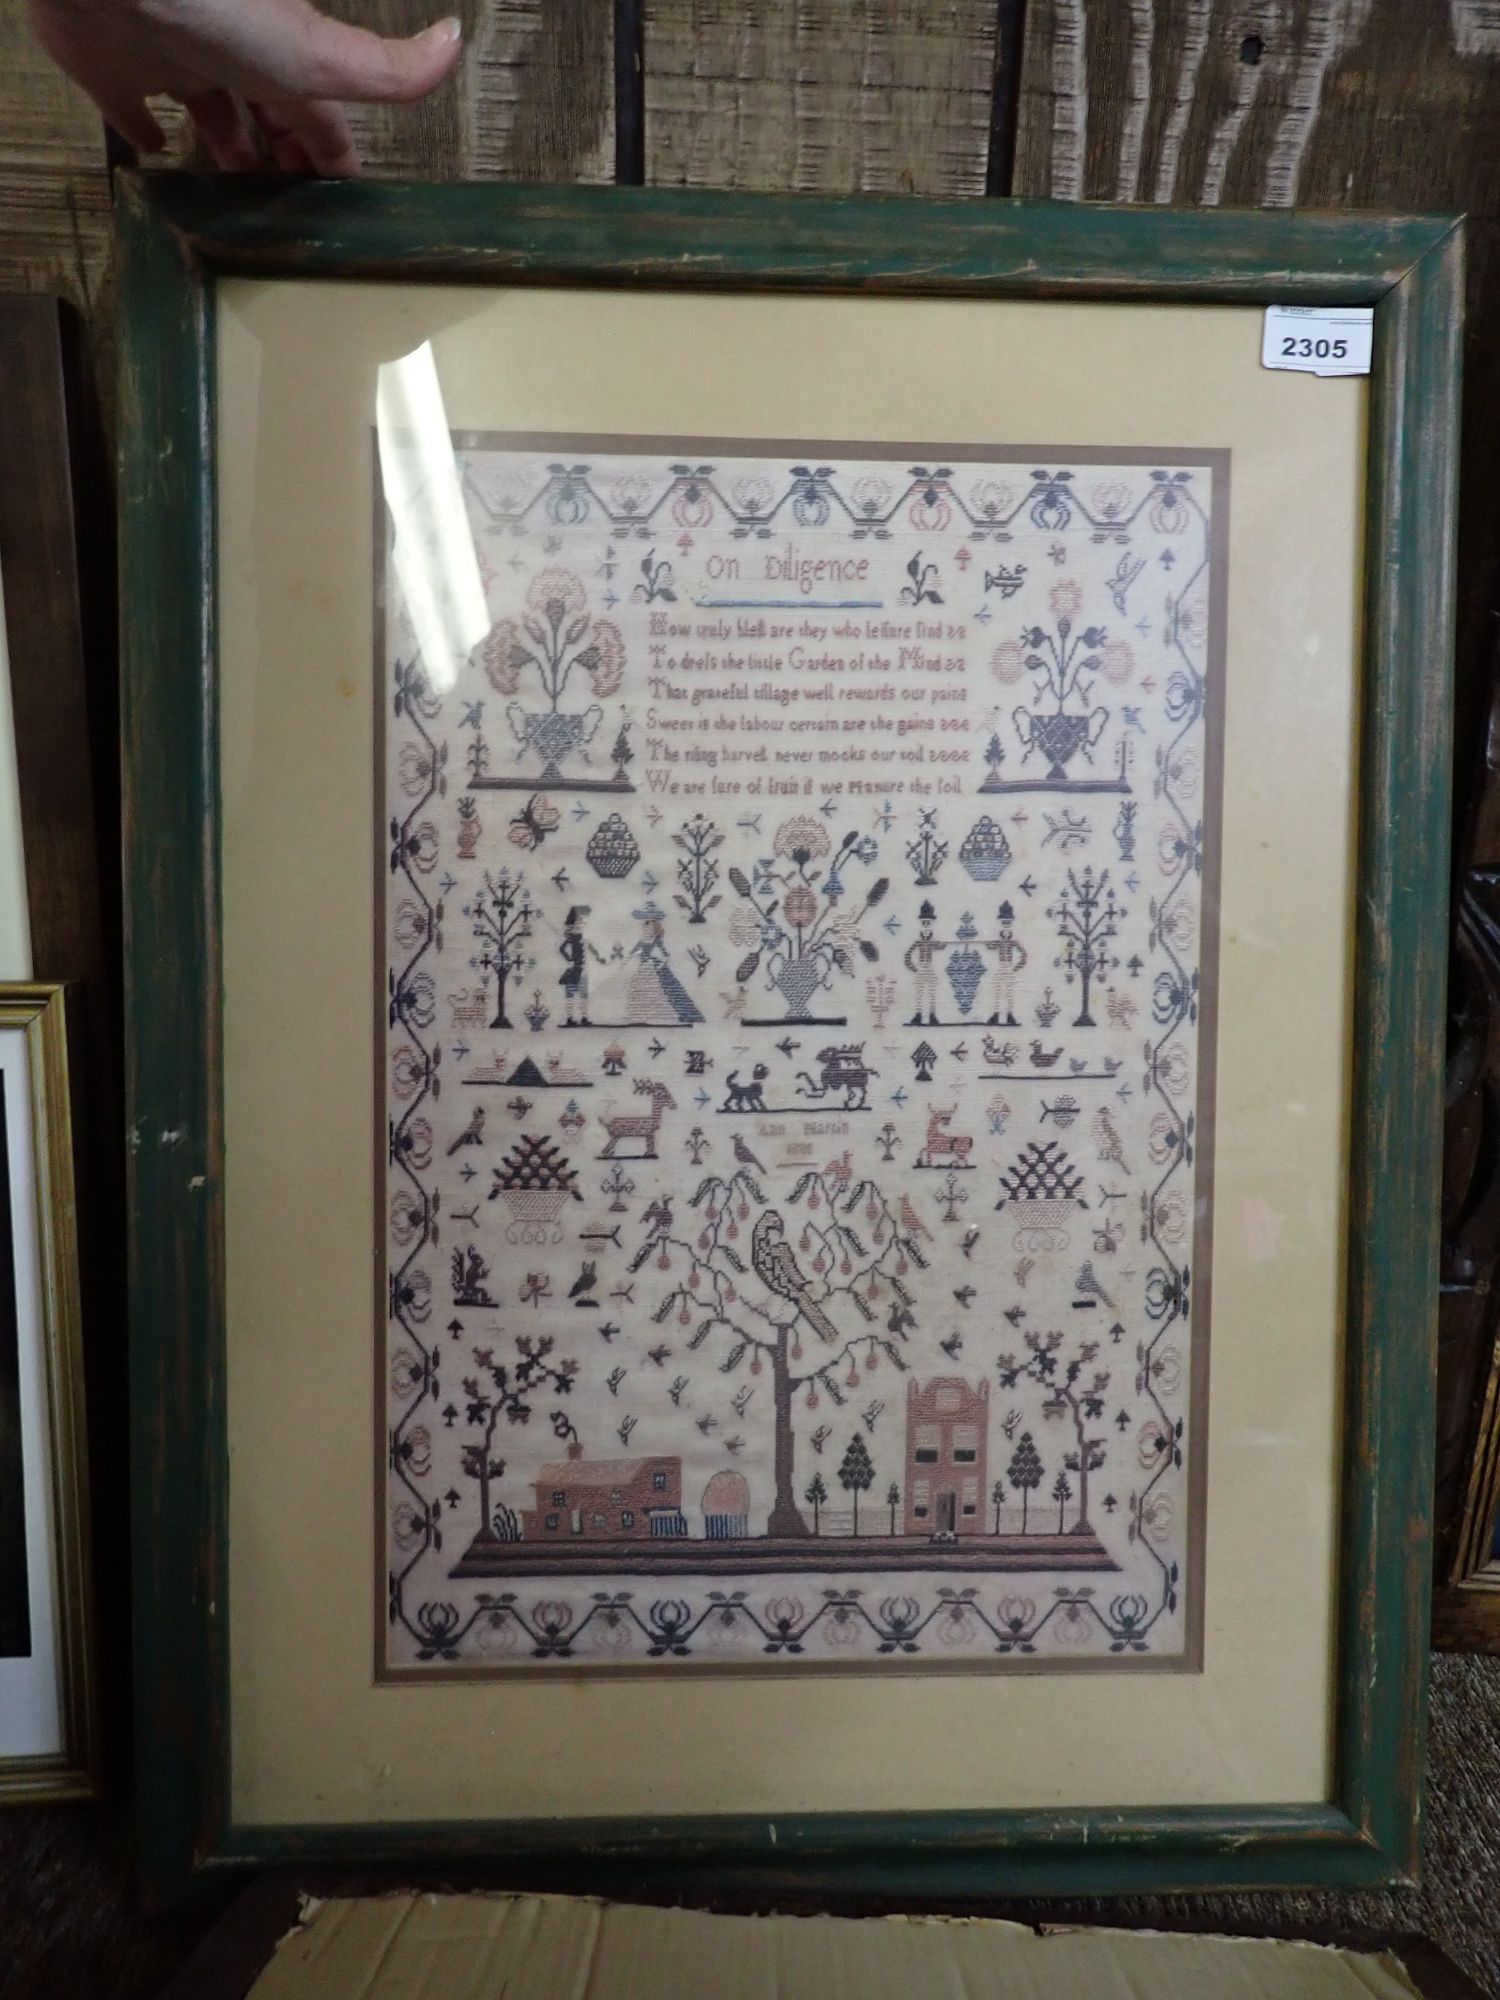 2305
On Diligence
How truly blest are they who leisure find
To dress the little Garden of the Mind
That grateful tillage well rewards our pains
Sweet is the labour certain are the gains
The rising harvest never mocks our toil
We are sure of fruit if we manure the soil
Ann Martin